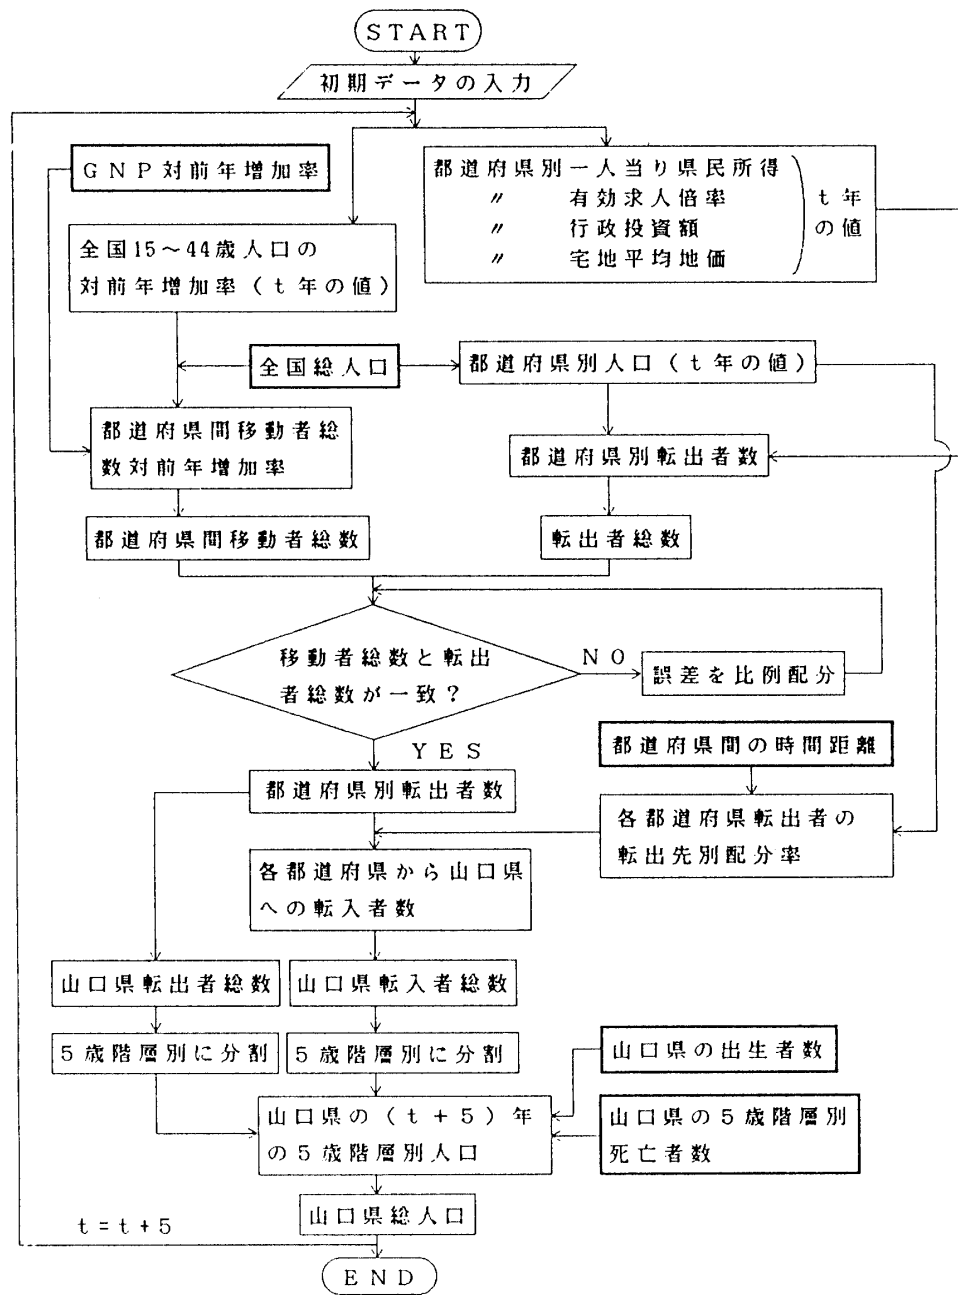 START
初期データの入力
GNP対前年増加率
都道府県別一人当り県民所得
〃 有効求人倍率
〃 行政投資額
〃 宅地平均地価
t年
の値
全国15～44歳人口の
対前年増加率(t年の値)
全国総人口
都道府県別人口(t年の値)
都道府県間移動者総
数対前年増加率
都道府県別転出者数
都道府県間移動者総数
転出者総数
移動者総数と転出
者総数が一致?
NO
誤差を比例配分
YES
都道府県間の時間距離
都道府県別転出者数
各都道府県転出者の
転出先別配分率
各都道府県から山口県
への転入者数
山口県転出者総数
山口県転入者総数
5歳階層別に分割
5歳階層別に分割
山口県の出生者数
山口県の(t+5)年
の5歳階層別人口
山口県の5歳階層別
死亡者数
山口県総人口
t=t+5
END